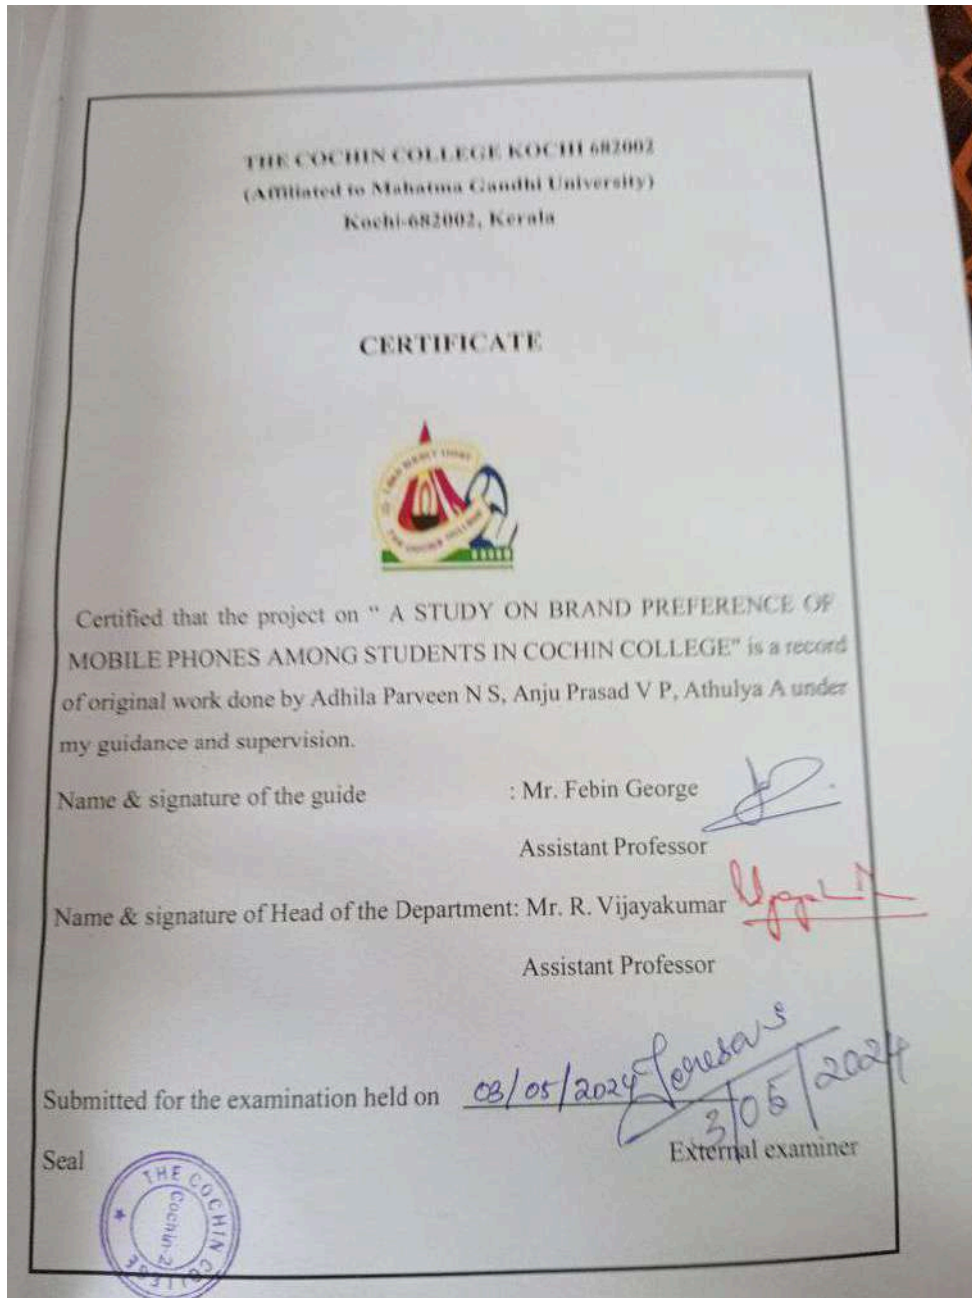 THE COCHIN COLLEGE KOCHI 682002
(Affiliated to Mahatma Gandhi University)
Kochi-682002, Kerala
CERTIFICATE
Certified that the project on " A STUDY ON BRAND PREFERENCE OF
MOBILE PHONES AMONG STUDENTS IN COCHIN COLLEGE" is a record
of original work done by Adhila Parveen N S, Anju Prasad V P, Athulya A under
my guidance and supervision.
Name & signature of the guide : Mr. Febin George
Assistant Professor
Name & signature of Head of the Department: Mr. R. Vijayakumar
Assistant Professor
Submitted for the examination held on 03/05/2024
3/05/2024
Seal External examiner
THE COCHIN COLLEGE
Cochin-2